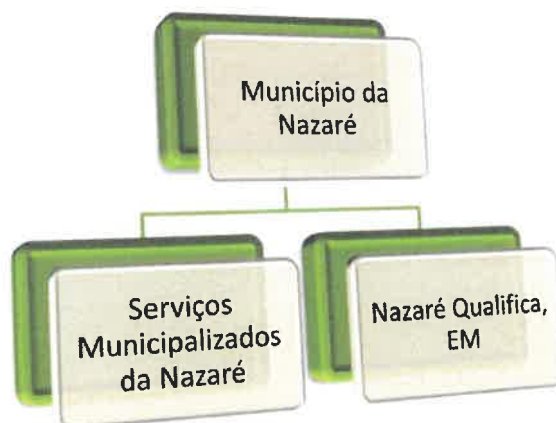 Município da
Nazaré
Serviços
Municipalizados
da Nazaré
Nazaré Qualifica,
EM